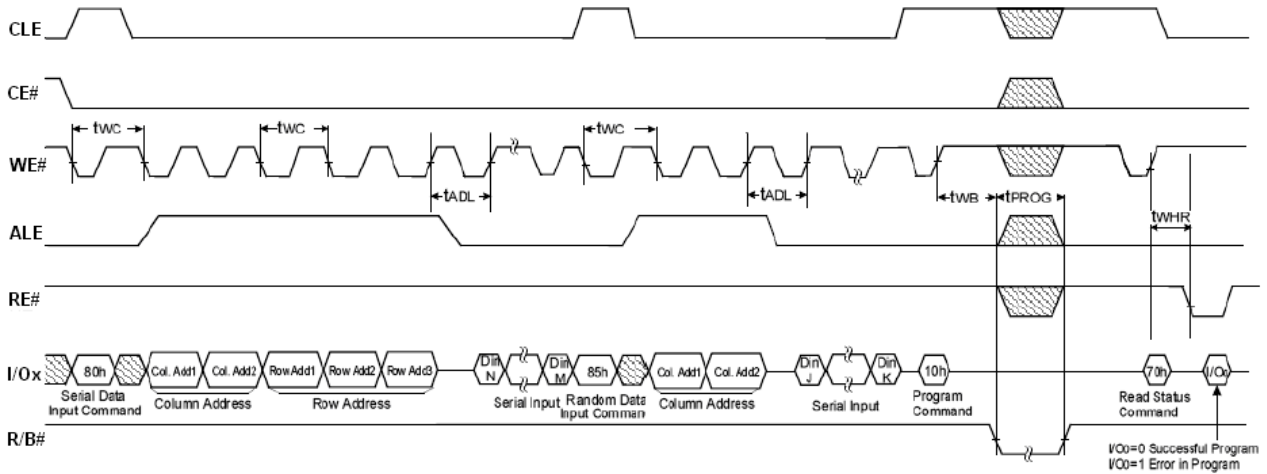 CLE
CE#
tWC tWC tWC
WE#
tADL tADL
tWB tPROG
ALE
tWHR
RE#
I/Ox 80h Col. Add1 Col. Add2 Row Add1 Row Add2 Row Add3 Din N Din M 85h Col. Add1 Col. Add2 Din J Din K 10h 70h I/O0
Serial Data Input Command
Column Address
Row Address
Serial Input
Random Data Input Command
Column Address
Serial Input
Program Command
Read Status Command
R/B#
I/O0=0 Successful Program
I/O0=1 Error in Program